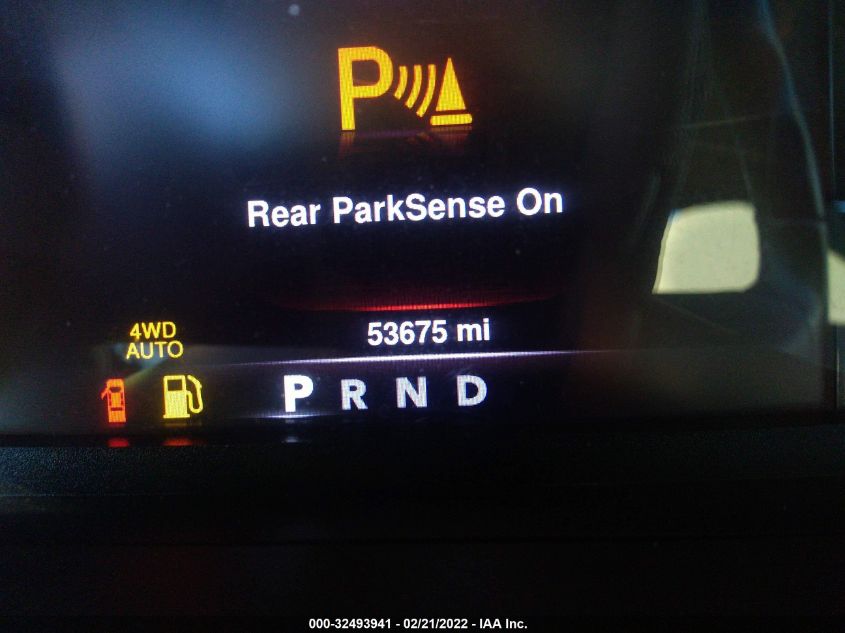 P
Rear ParkSense On
53675 mi
4WD
AUTO
P R N D
000-32493941 - 02/21/2022 - IAA Inc.